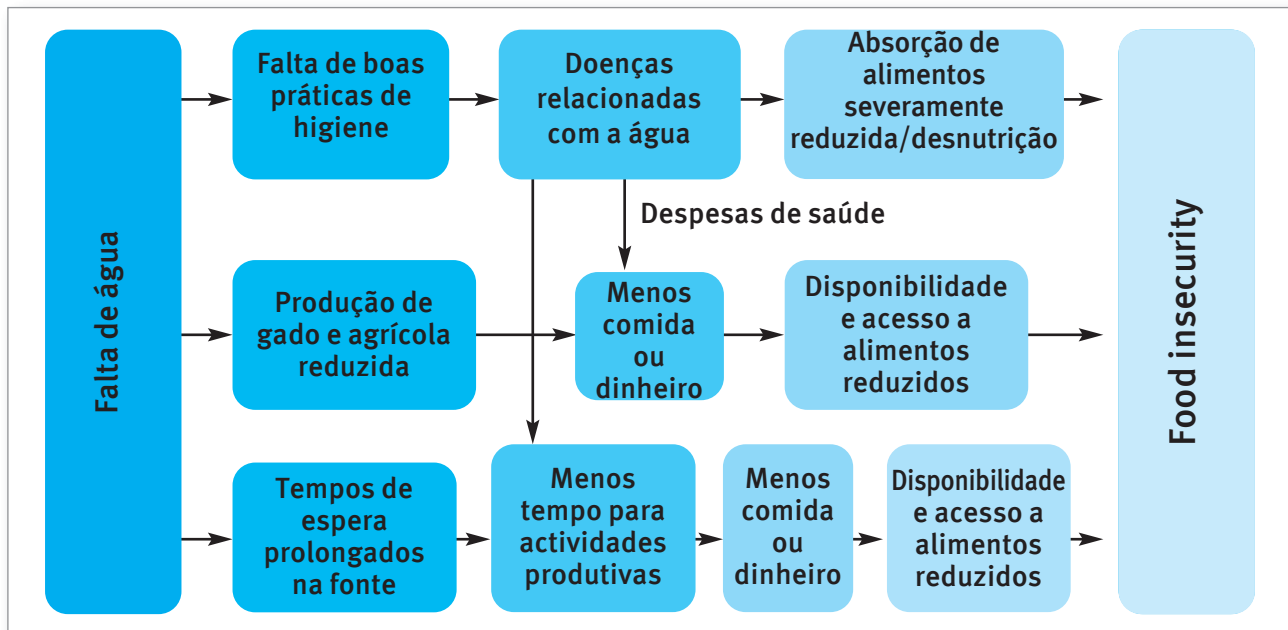 Falta de água
Falta de boas
práticas de
higiene
Doenças
relacionadas
com a água
Absorção de
alimentos
severamente
reduzida/desnutrição
Despesas de saúde
Produção de
gado e agrícola
reduzida
Menos
comida
ou
dinheiro
Disponibilidade
e acesso a
alimentos
reduzidos
Tempos de
espera
prolongados
na fonte
Menos
tempo para
actividades
produtivas
Menos
comida
ou
dinheiro
Disponibilidade
e acesso a
alimentos
reduzidos
Food insecurity